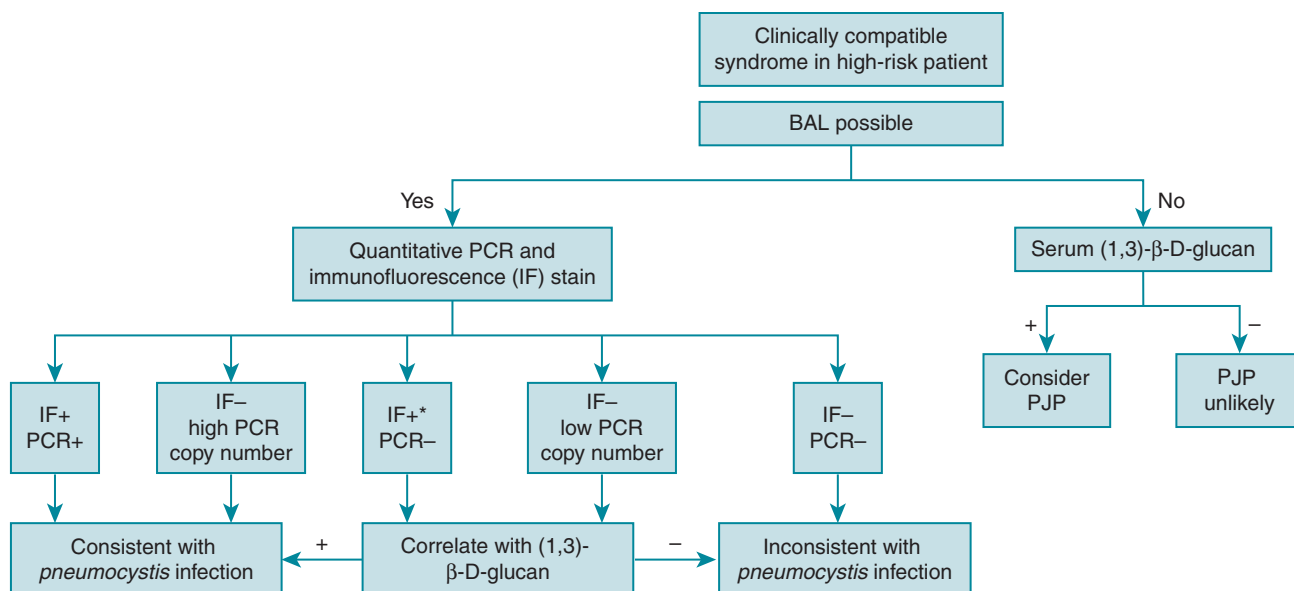 Clinically compatible
syndrome in high-risk patient
BAL possible
Yes
No
Quantitative PCR and
immunofluorescence (IF) stain
Serum (1,3)-β-D-glucan
+
–
Consider
PJP
PJP
unlikely
IF+
PCR+
IF–
high PCR
copy number
IF+*
PCR–
IF–
low PCR
copy number
IF–
PCR–
Consistent with
pneumocystis infection
+
Correlate with (1,3)-
β-D-glucan
–
Inconsistent with
pneumocystis infection